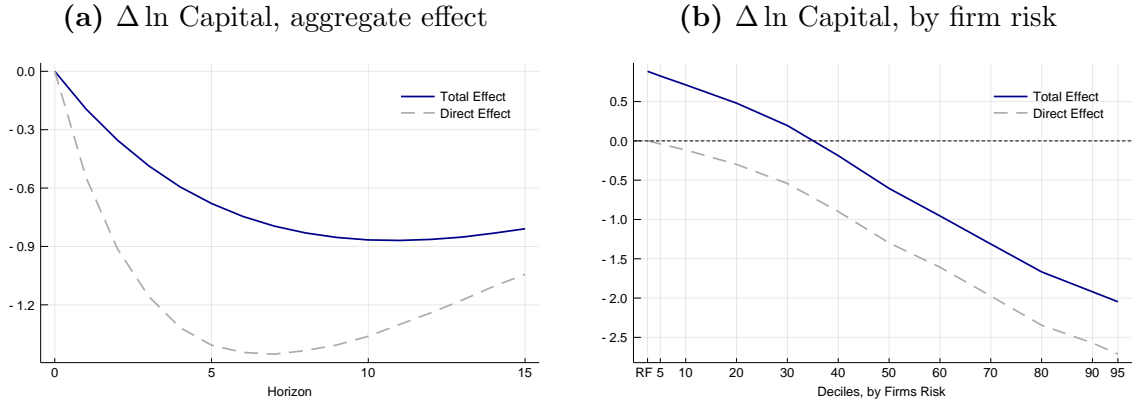 (a) Δ ln Capital, aggregate effect
0.0
- 0.3
- 0.6
- 0.9
- 1.2
Total Effect
Direct Effect
0 5 10 15
Horizon
(b) Δ ln Capital, by firm risk
0.5
0.0
- 0.5
- 1.0
- 1.5
- 2.0
- 2.5
Total Effect
Direct Effect
RF 5 10 20 30 40 50 60 70 80 90 95
Deciles, by Firms Risk